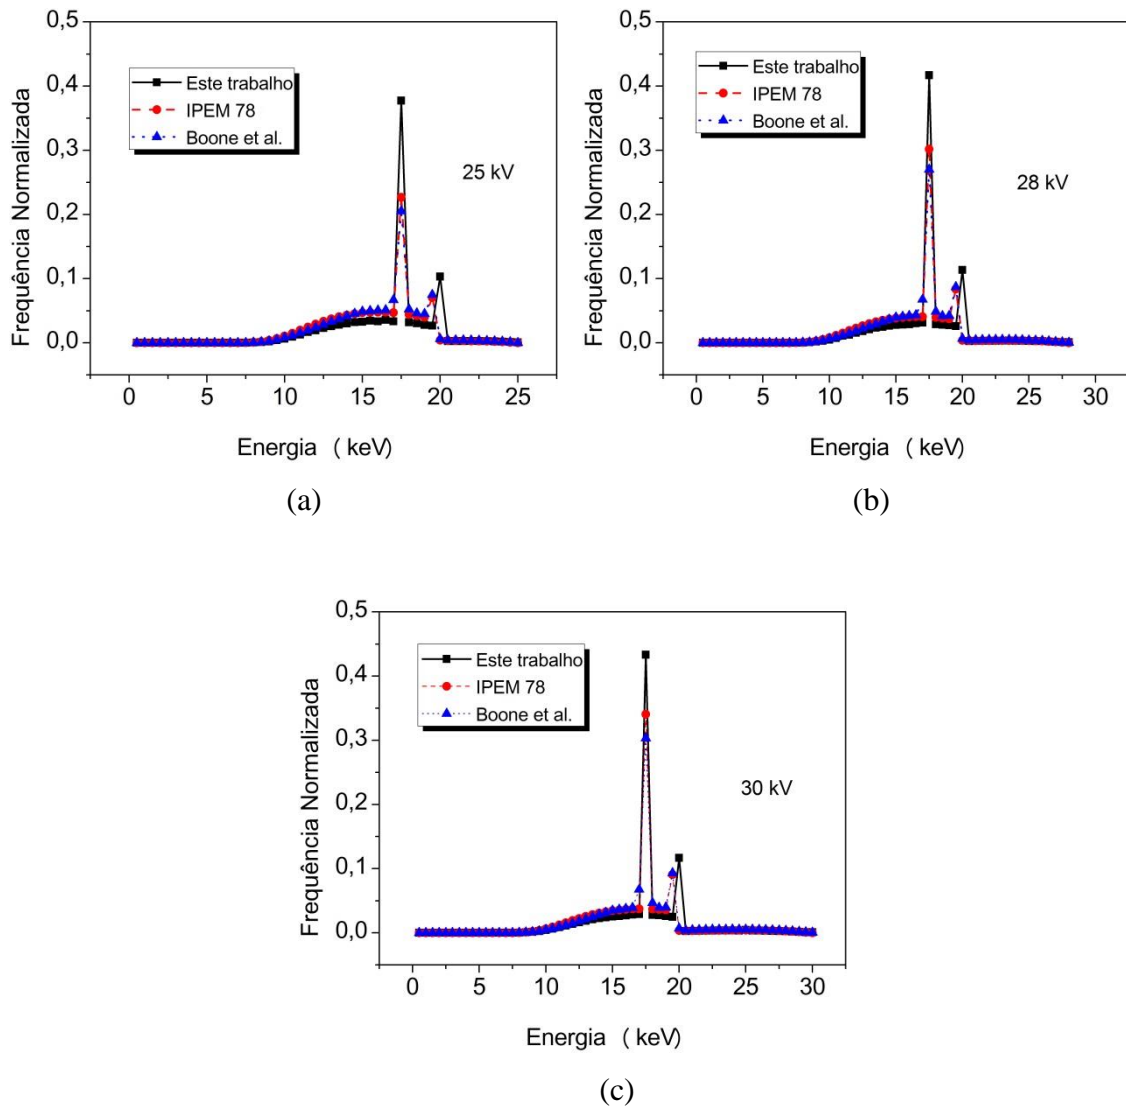 0,5
0,4
0,3
0,2
0,1
0,0
Frequência Normalizada
Este trabalho
IPEM 78
Boone et al.
25 kV
0 5 10 15 20 25
Energia ( keV)
(a)
0,5
0,4
0,3
0,2
0,1
0,0
Frequência Normalizada
Este trabalho
IPEM 78
Boone et al.
28 kV
0 5 10 15 20 25 30
Energia ( keV)
(b)
0,5
0,4
0,3
0,2
0,1
0,0
Frequência Normalizada
Este trabalho
IPEM 78
Boone et al.
30 kV
0 5 10 15 20 25 30
Energia ( keV)
(c)